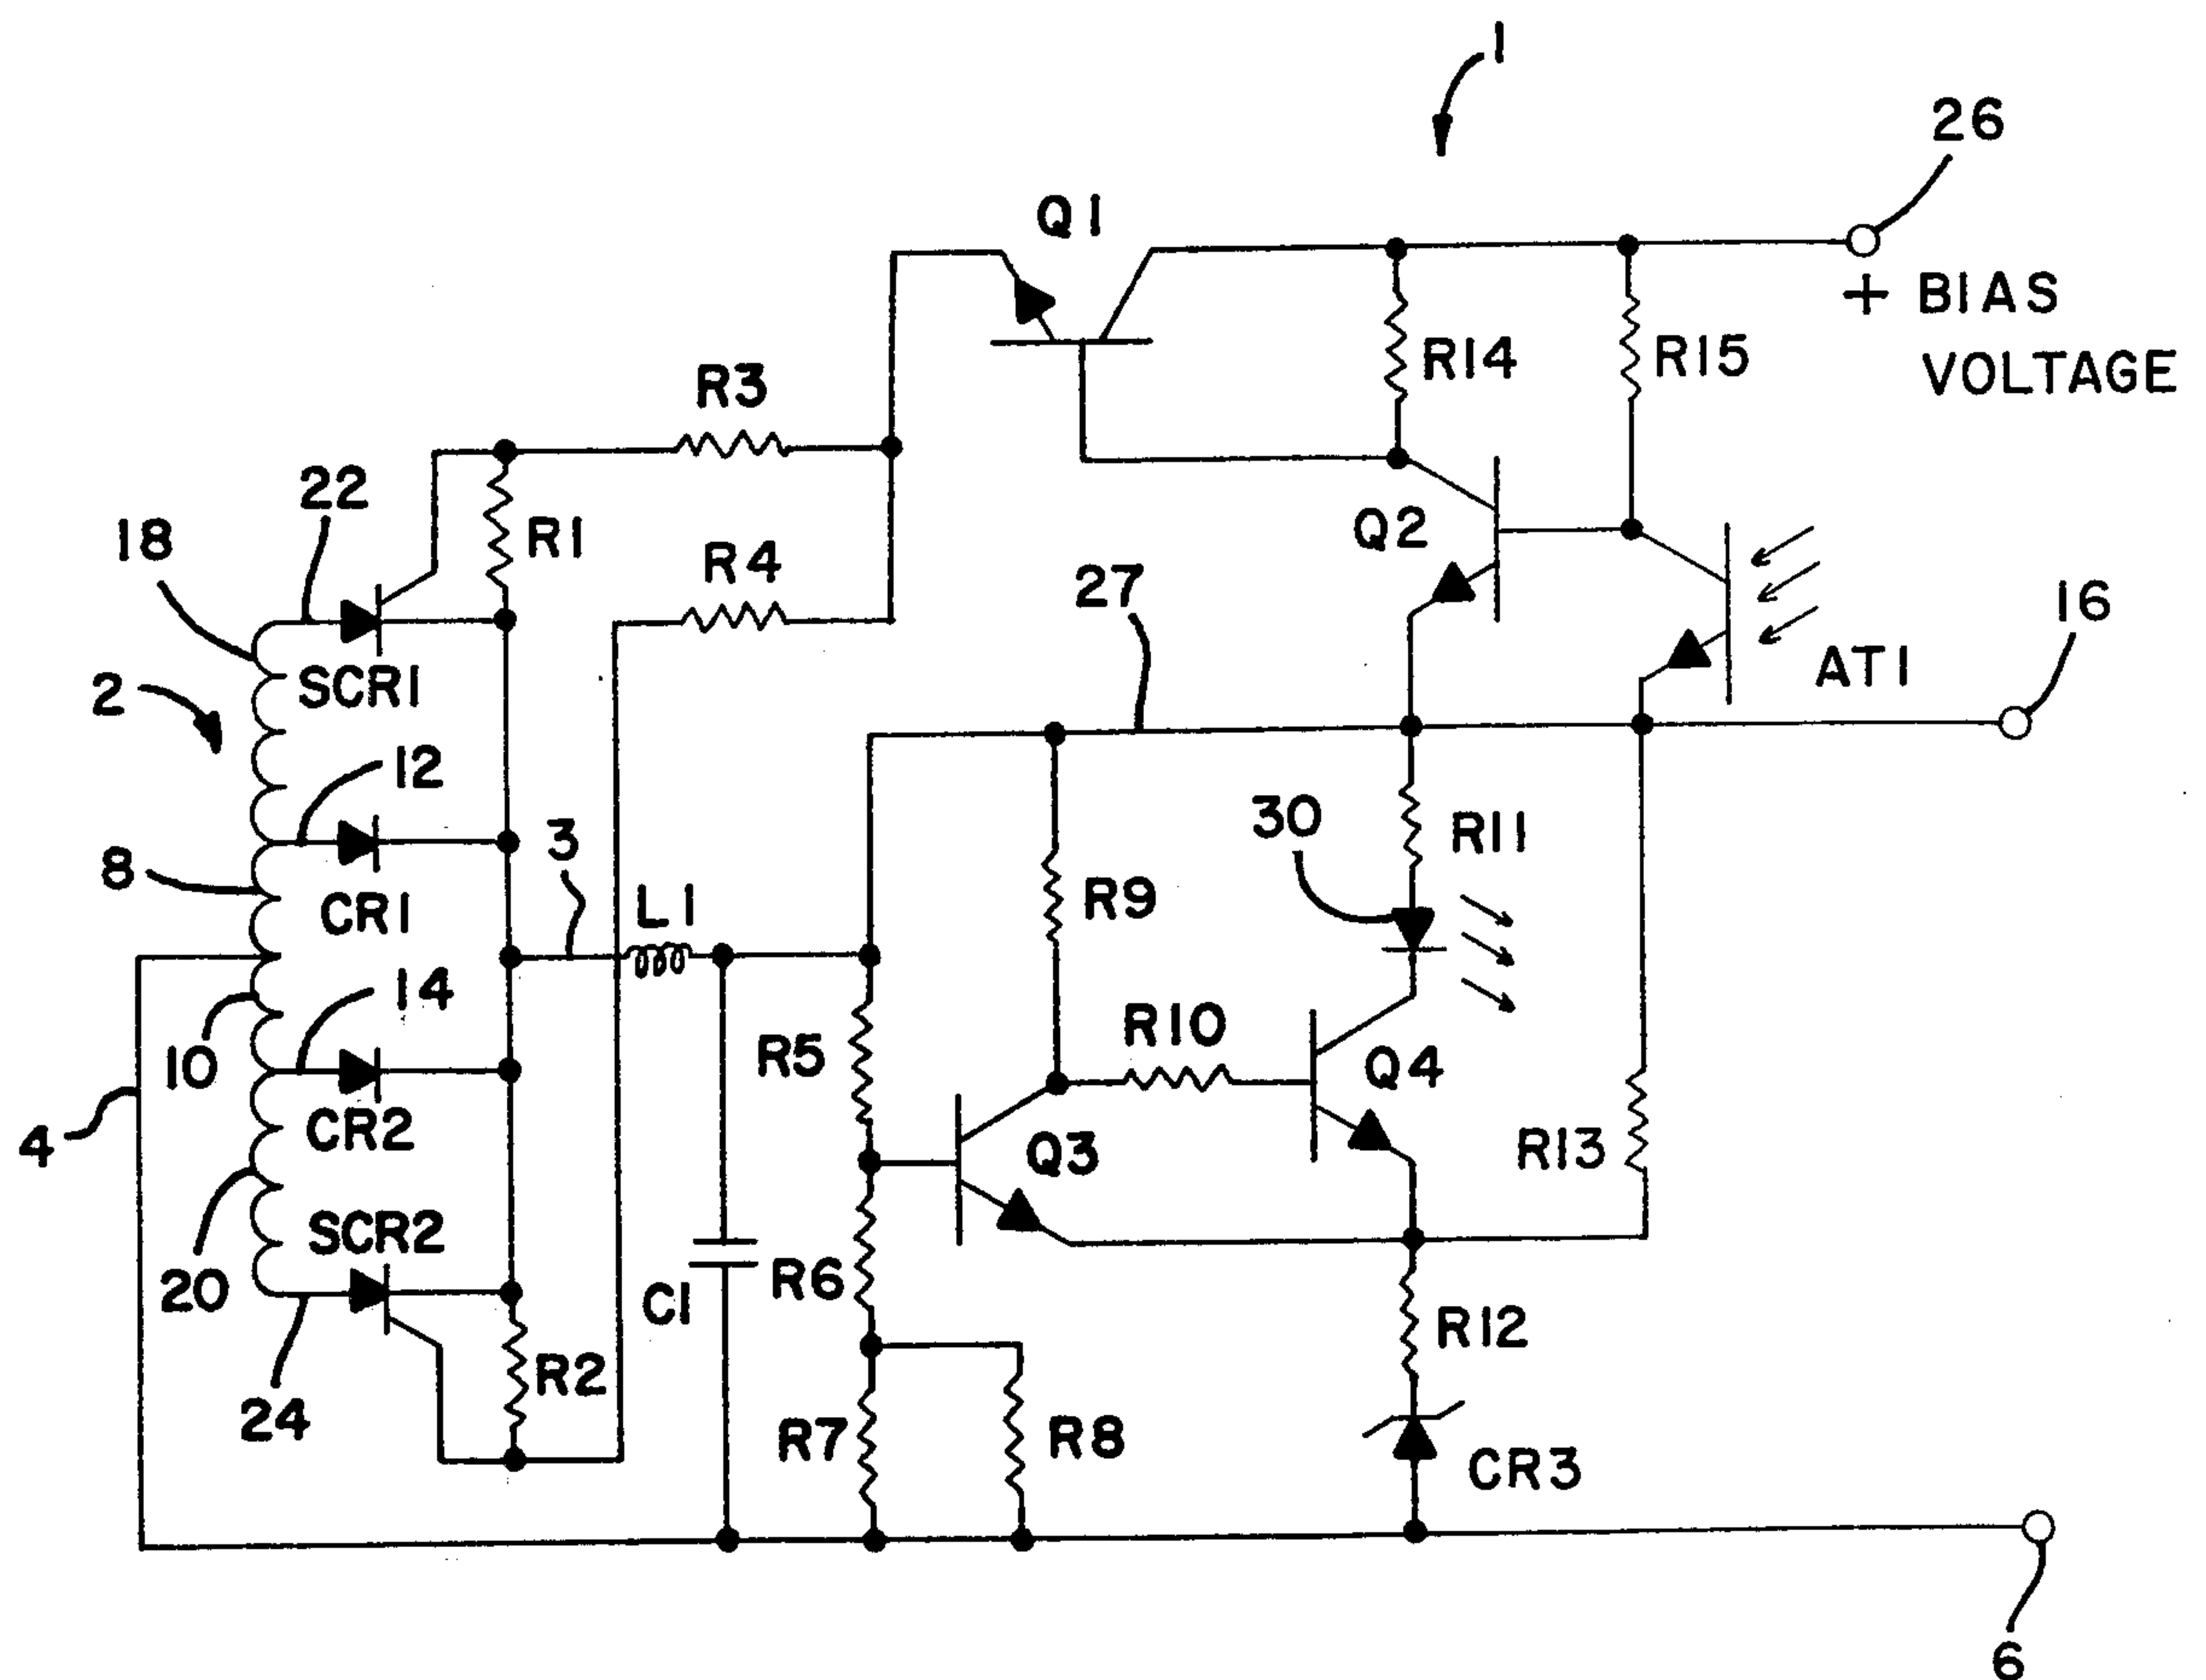 1
26
Q1
+ BIAS
VOLTAGE
R14
R15
R3
22
18
R1
Q2
R4
27
16
AT1
SCR1
2
12
30
R11
3
8
L1
R9
CR1
14
R10
R5
10
Q4
4
CR2
Q3
R13
SCR2
20
R6
C1
R12
R2
24
R7
R8
CR3
6